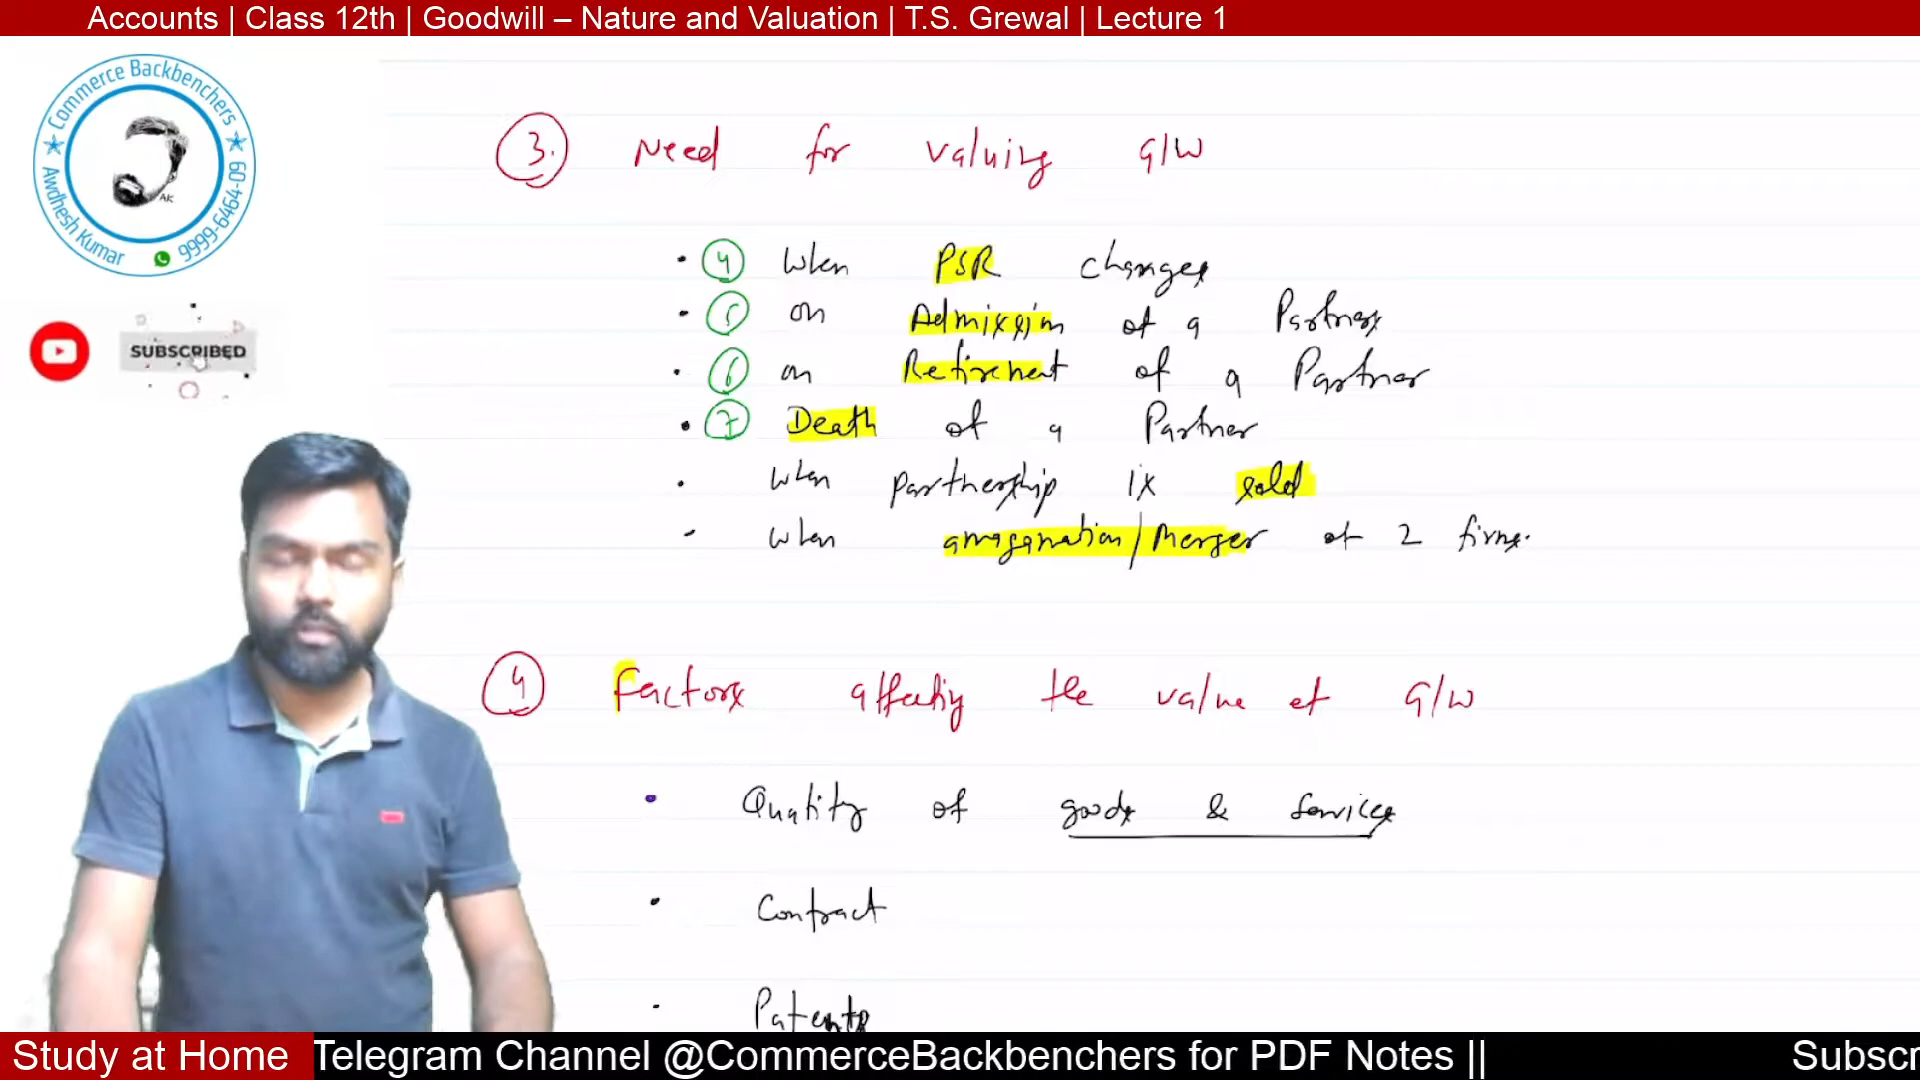 Accounts | Class 12th | Goodwill – Nature and Valuation | T.S. Grewal | Lecture 1
Commerce Backbenchers
Awdhesh Kumar 9999-6464-09
AK
SUBSCRIBED
3. Need for valuing G/W
• 4 When PSR changes
• 5 on Admission of a Partner
• 6 on Retirement of a Partner
• 7 Death of a Partner
• When partnership is sold
- When amagamation/Merger of 2 firms.
4 Factors affecting the value of G/W
• Quality of goods & Services
• Contract
• Patents
Study at Home Telegram Channel @CommerceBackbenchers for PDF Notes || Subscr